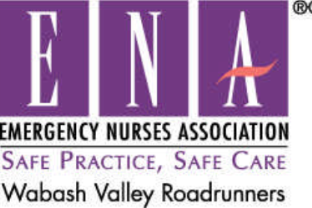 ENA®
EMERGENCY NURSES ASSOCIATION
SAFE PRACTICE, SAFE CARE
Wabash Valley Roadrunners